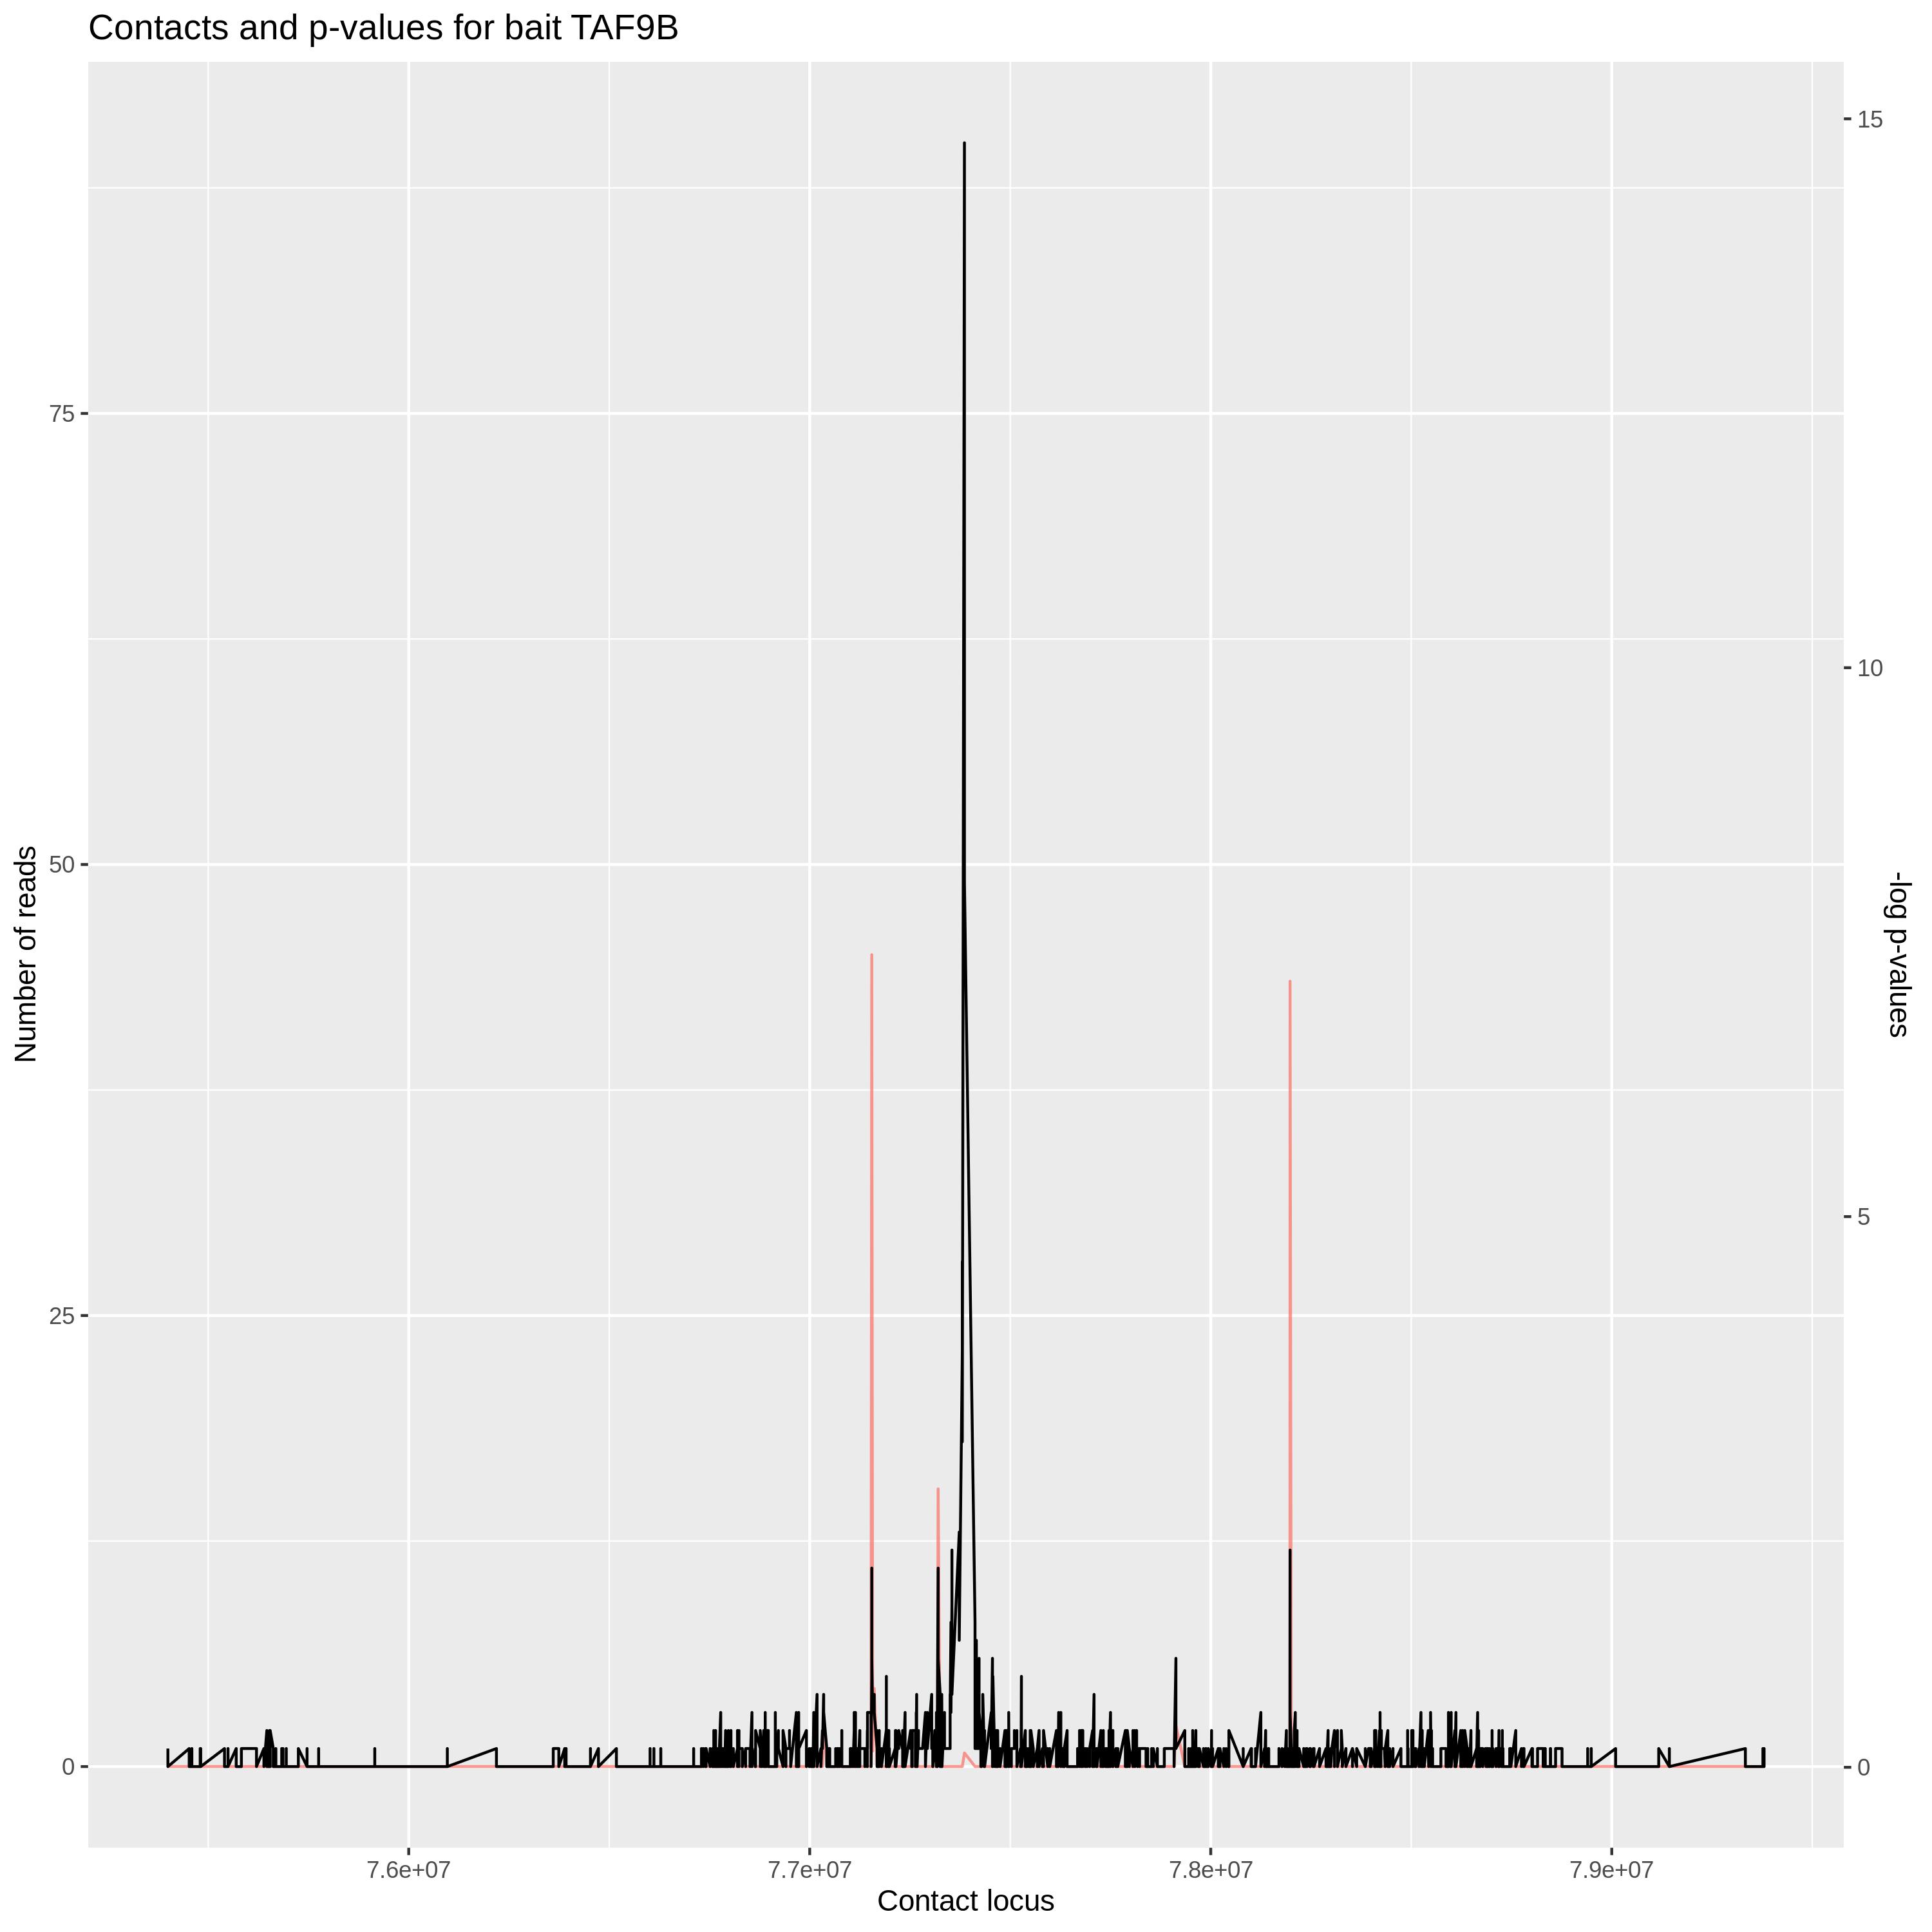 Contacts and p-values for bait TAF9B
15
75
10
50
Number of reads
-log p-values
5
25
0
0
7.6e+07
7.7e+07
7.8e+07
7.9e+07
Contact locus